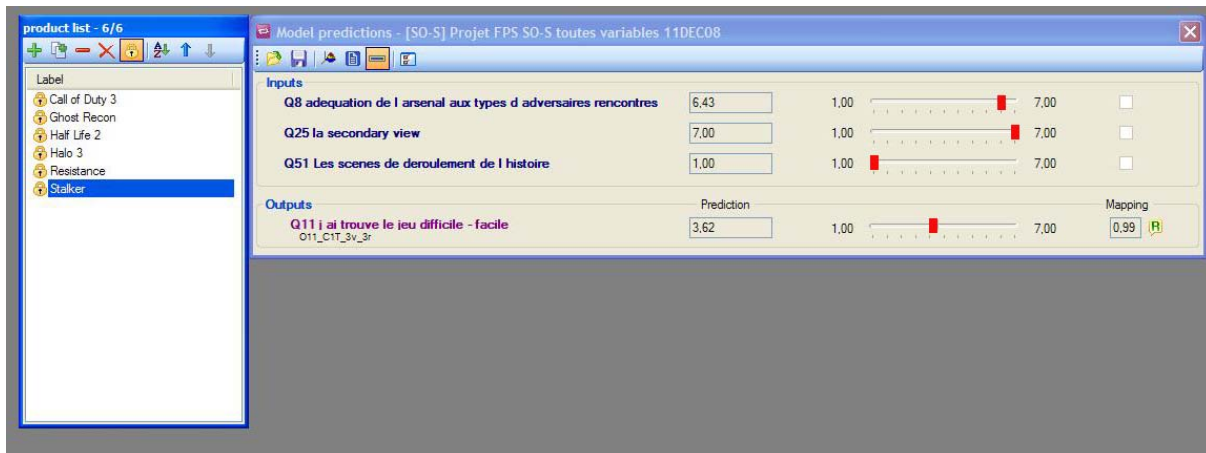 product list - 6/6
Label
Call of Duty 3
Ghost Recon
Half Life 2
Halo 3
Resistance
Stalker
Model predictions - [SO-S] Projet FPS SO-S toutes variables 11DEC08
Inputs
Q8 adequation de l arsenal aux types d adversaires rencontres 6,43 1,00 7,00
Q25 la secondary view 7,00 1,00 7,00
Q51 Les scenes de deroulement de l histoire 1,00 1,00 7,00
Outputs Prediction Mapping
Q11 j ai trouve le jeu difficile - facile 3,62 1,00 7,00 0,99 R
O11_C1T_3v_3r